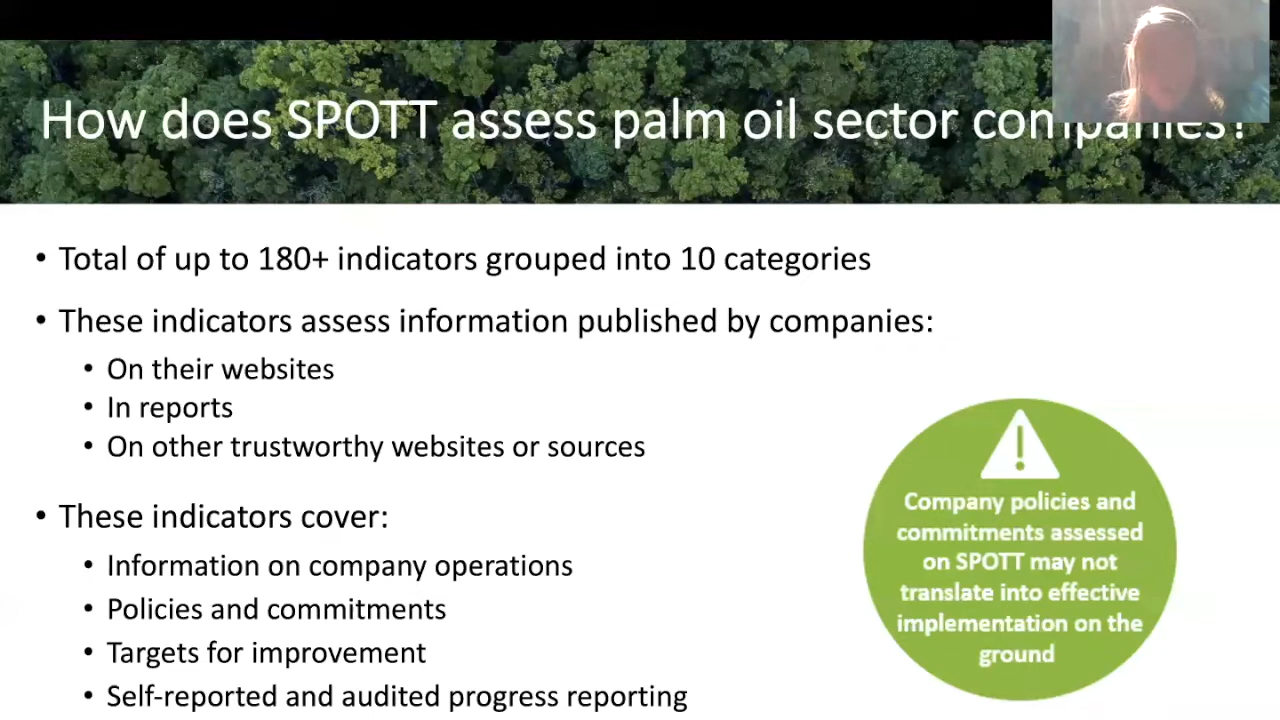 How does SPOTT assess palm oil sector companies?
• Total of up to 180+ indicators grouped into 10 categories
• These indicators assess information published by companies:
• On their websites
• In reports
• On other trustworthy websites or sources
• These indicators cover:
• Information on company operations
• Policies and commitments
• Targets for improvement
• Self-reported and audited progress reporting
Company policies and
commitments assessed
on SPOTT may not
translate into effective
implementation on the
ground